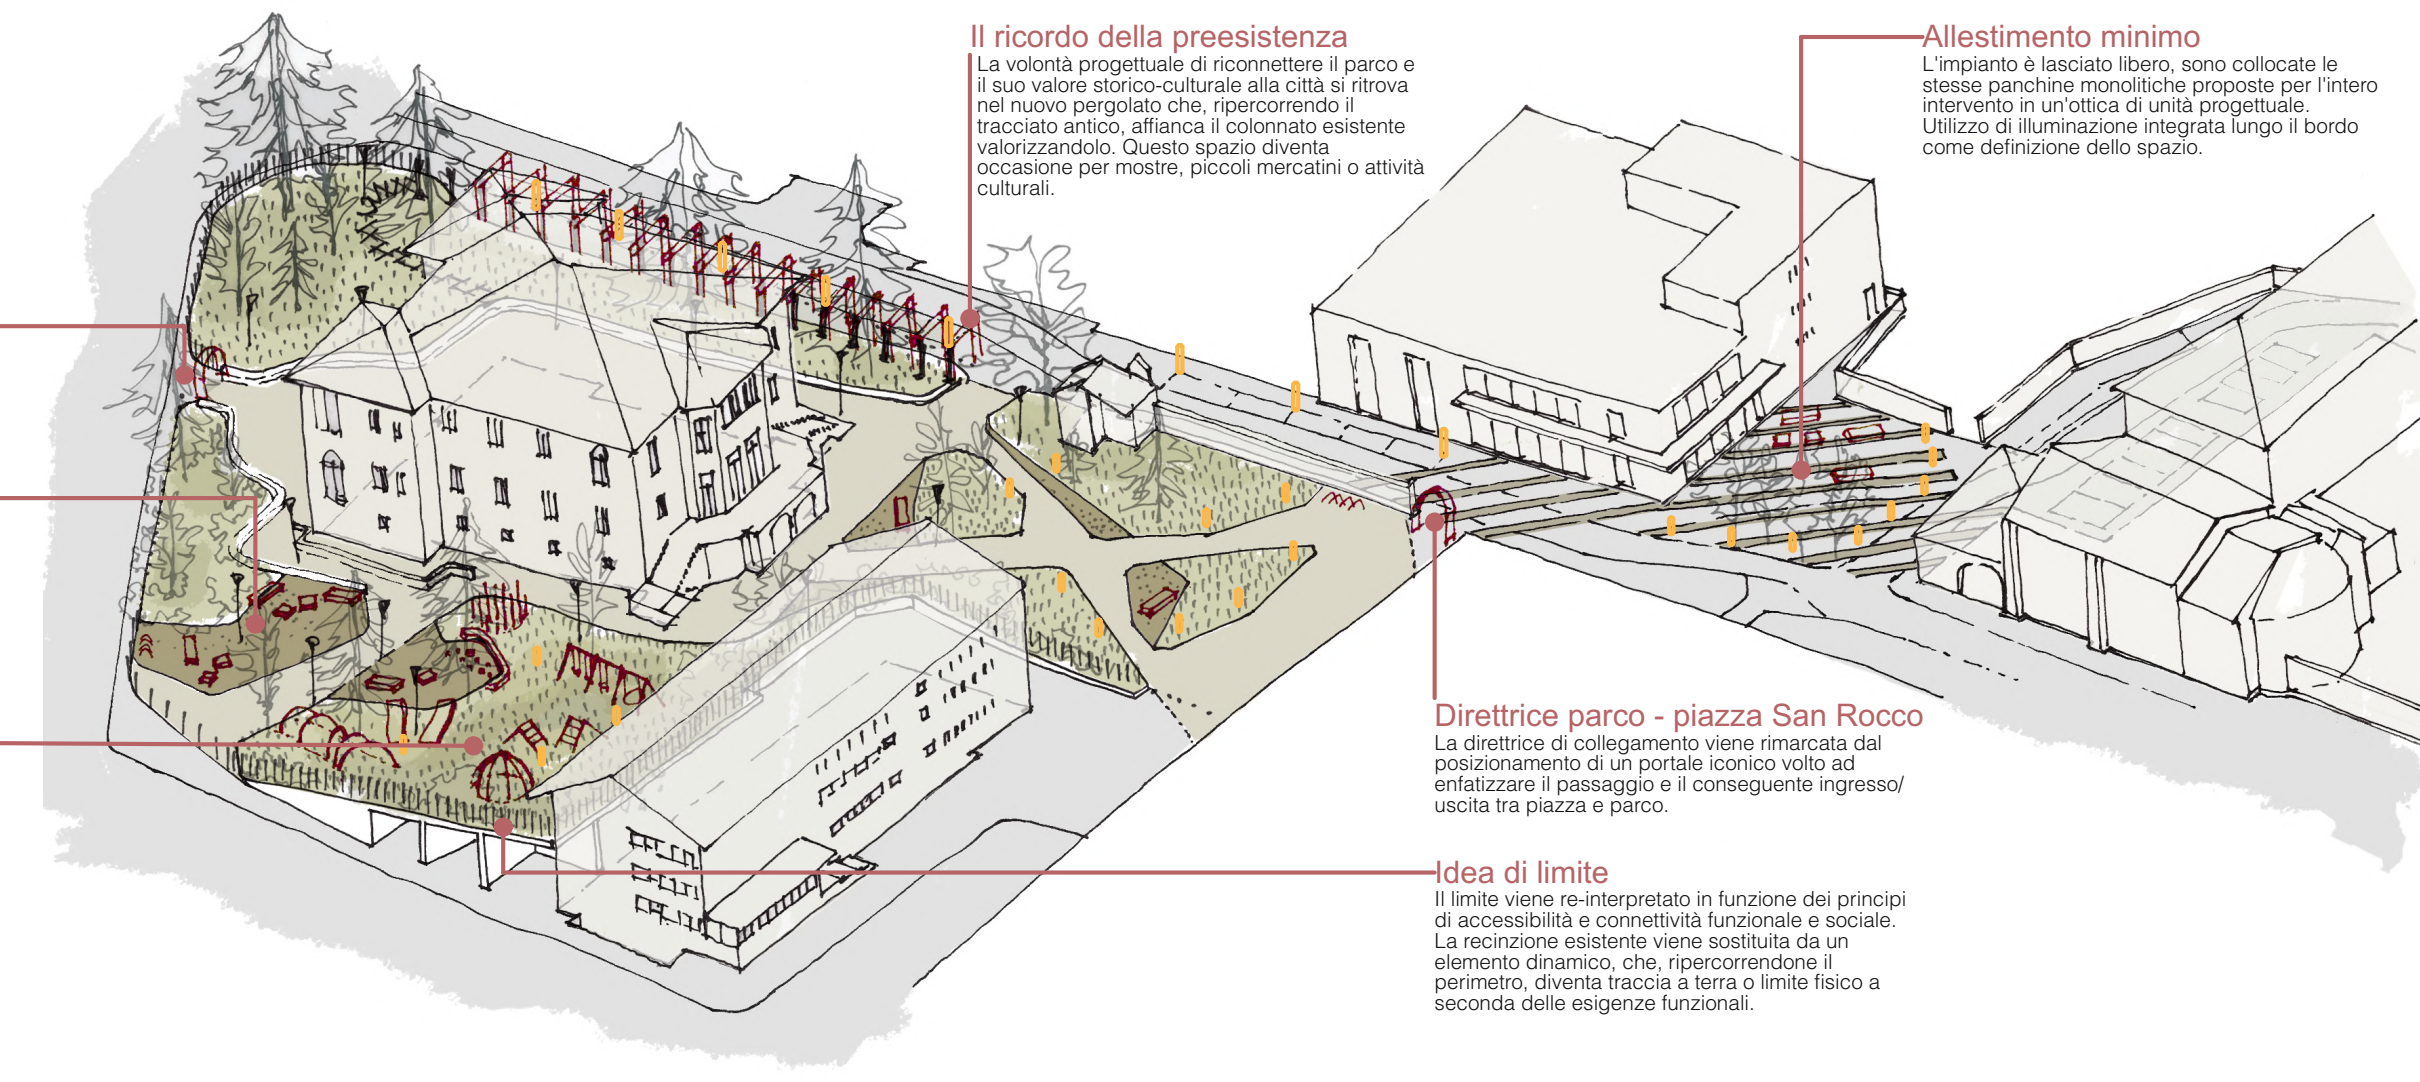 Il ricordo della preesistenza
La volontà progettuale di riconnettere il parco e
il suo valore storico-culturale alla città si ritrova
nel nuovo pergolato che, ripercorrendo il
tracciato antico, affianca il colonnato esistente
valorizzandolo. Questo spazio diventa
occasione per mostre, piccoli mercatini o attività
culturali.
Allestimento minimo
L'impianto è lasciato libero, sono collocate le
stesse panchine monolitiche proposte per l'intero
intervento in un'ottica di unità progettuale.
Utilizzo di illuminazione integrata lungo il bordo
come definizione dello spazio.
Direttrice parco - piazza San Rocco
La direttrice di collegamento viene rimarcata dal
posizionamento di un portale iconico volto ad
enfatizzare il passaggio e il conseguente ingresso/
uscita tra piazza e parco.
Idea di limite
Il limite viene re-interpretato in funzione dei principi
di accessibilità e connettività funzionale e sociale.
La recinzione esistente viene sostituita da un
elemento dinamico, che, ripercorrendone il
perimetro, diventa traccia a terra o limite fisico a
seconda delle esigenze funzionali.